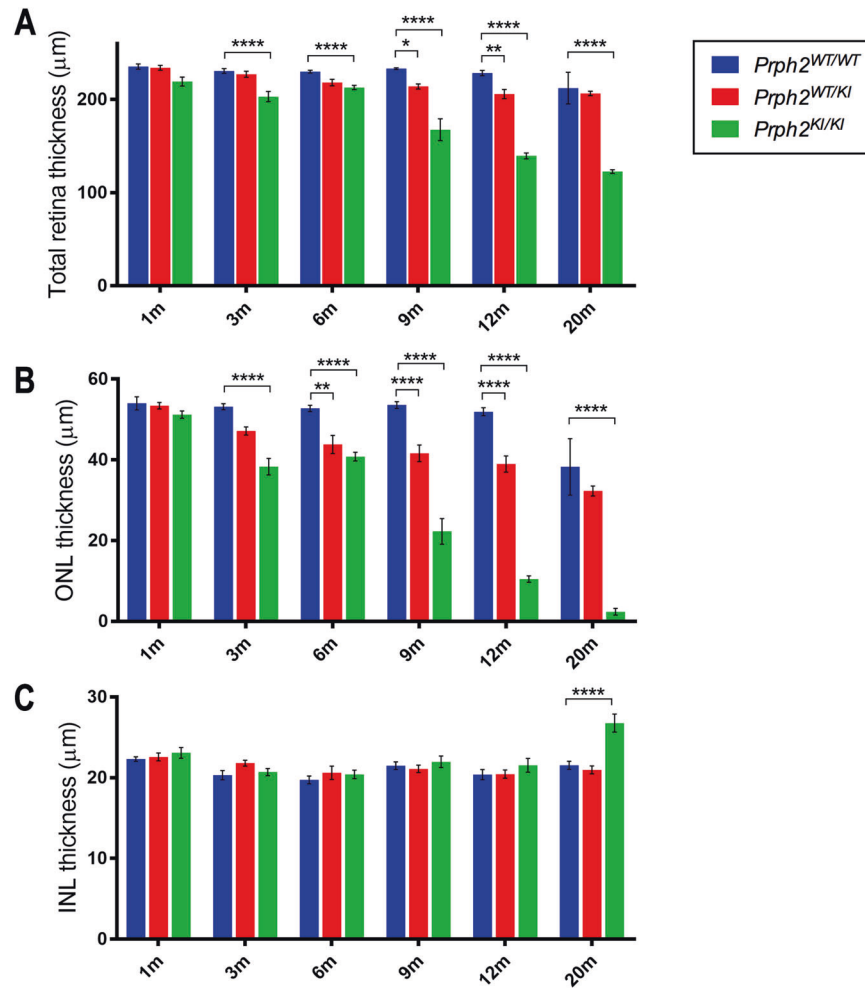 A
Total retina thickness (µm)
200
100
0
**** **** **** * **** ** ****
1m 3m 6m 9m 12m 20m
Prph2WT/WT
Prph2WT/KI
Prph2KI/KI
B
ONL thickness (µm)
60
40
20
0
**** **** ** **** **** **** **** ****
1m 3m 6m 9m 12m 20m
C
INL thickness (µm)
30
20
10
0
****
1m 3m 6m 9m 12m 20m